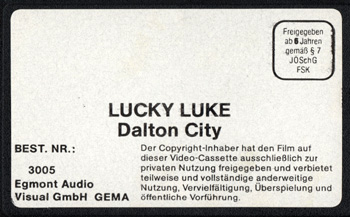 Freigegeben
ab 6 Jahren
gemäß § 7
JÖSchG
FSK
LUCKY LUKE
Dalton City
BEST. NR.:
3005
Egmont Audio
Visual GmbH GEMA
Der Copyright-Inhaber hat den Film auf
dieser Video-Cassette ausschließlich zur
privaten Nutzung freigegeben und verbietet
teilweise und vollständige anderweitige
Nutzung, Vervielfältigung, Überspielung und
öffentliche Vorführung.